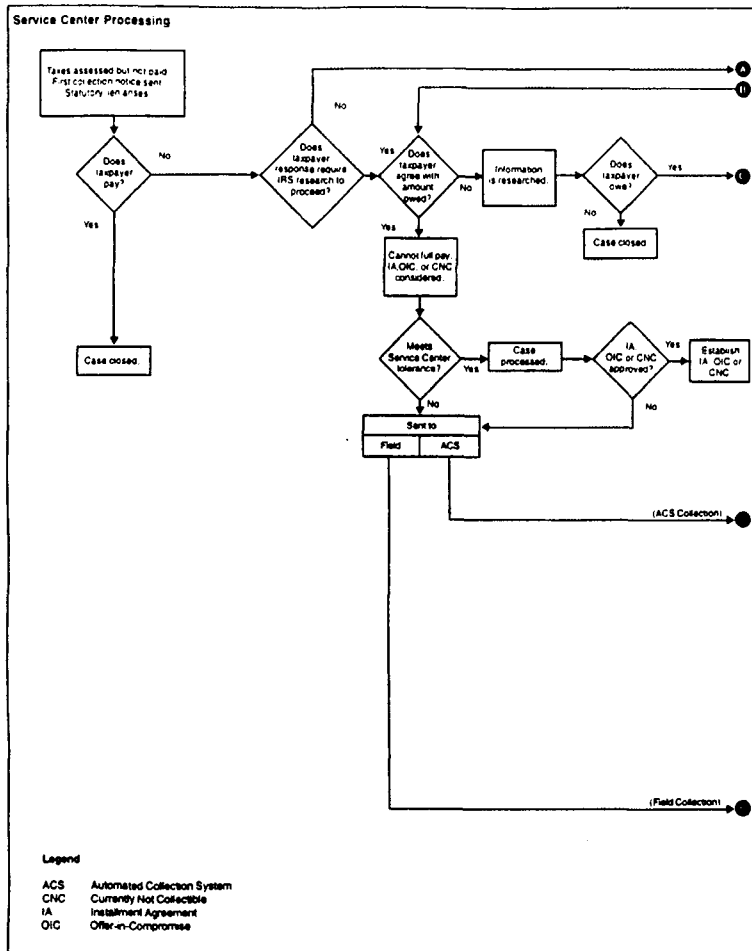 Service Center Processing
Taxes assessed but not paid.
First collection notice sent.
Statutory lien arises.
Does
taxpayer
pay?
No
Yes
Case closed.
No
Does
taxpayer
response require
IRS research to
proceed?
Yes
Does
taxpayer
agree with
amount
owed?
No
Yes
Information
is researched.
Does
taxpayer
owe?
Yes
No
Case closed
Cannot full pay.
IA, OIC, or CNC
considered.
Meets
Service Center
tolerance?
Yes
No
Case
processed.
IA,
OIC or CNC
approved?
Yes
No
Establish
IA, OIC or
CNC
Sent to
Field
ACS
A
(ACS Collection)
(Field Collection)
Legend
ACS Automated Collection System
CNC Currently Not Collectible
IA Installment Agreement
OIC Offer-in-Compromise